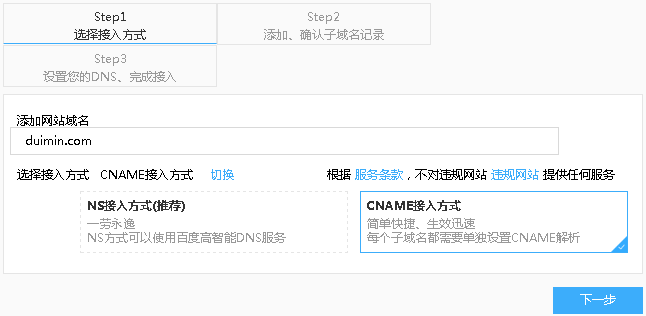 Step1
选择接入方式
Step2
添加、确认子域名记录
Step3
设置您的DNS、完成接入
添加网站域名
duimin.com
选择接入方式 CNAME接入方式 切换 根据 服务条款，不对违规网站 违规网站 提供任何服务
NS接入方式(推荐)
一劳永逸
NS方式可以使用百度高智能DNS服务
CNAME接入方式
简单快捷、生效迅速
每个子域名都需要单独设置CNAME解析
下一步